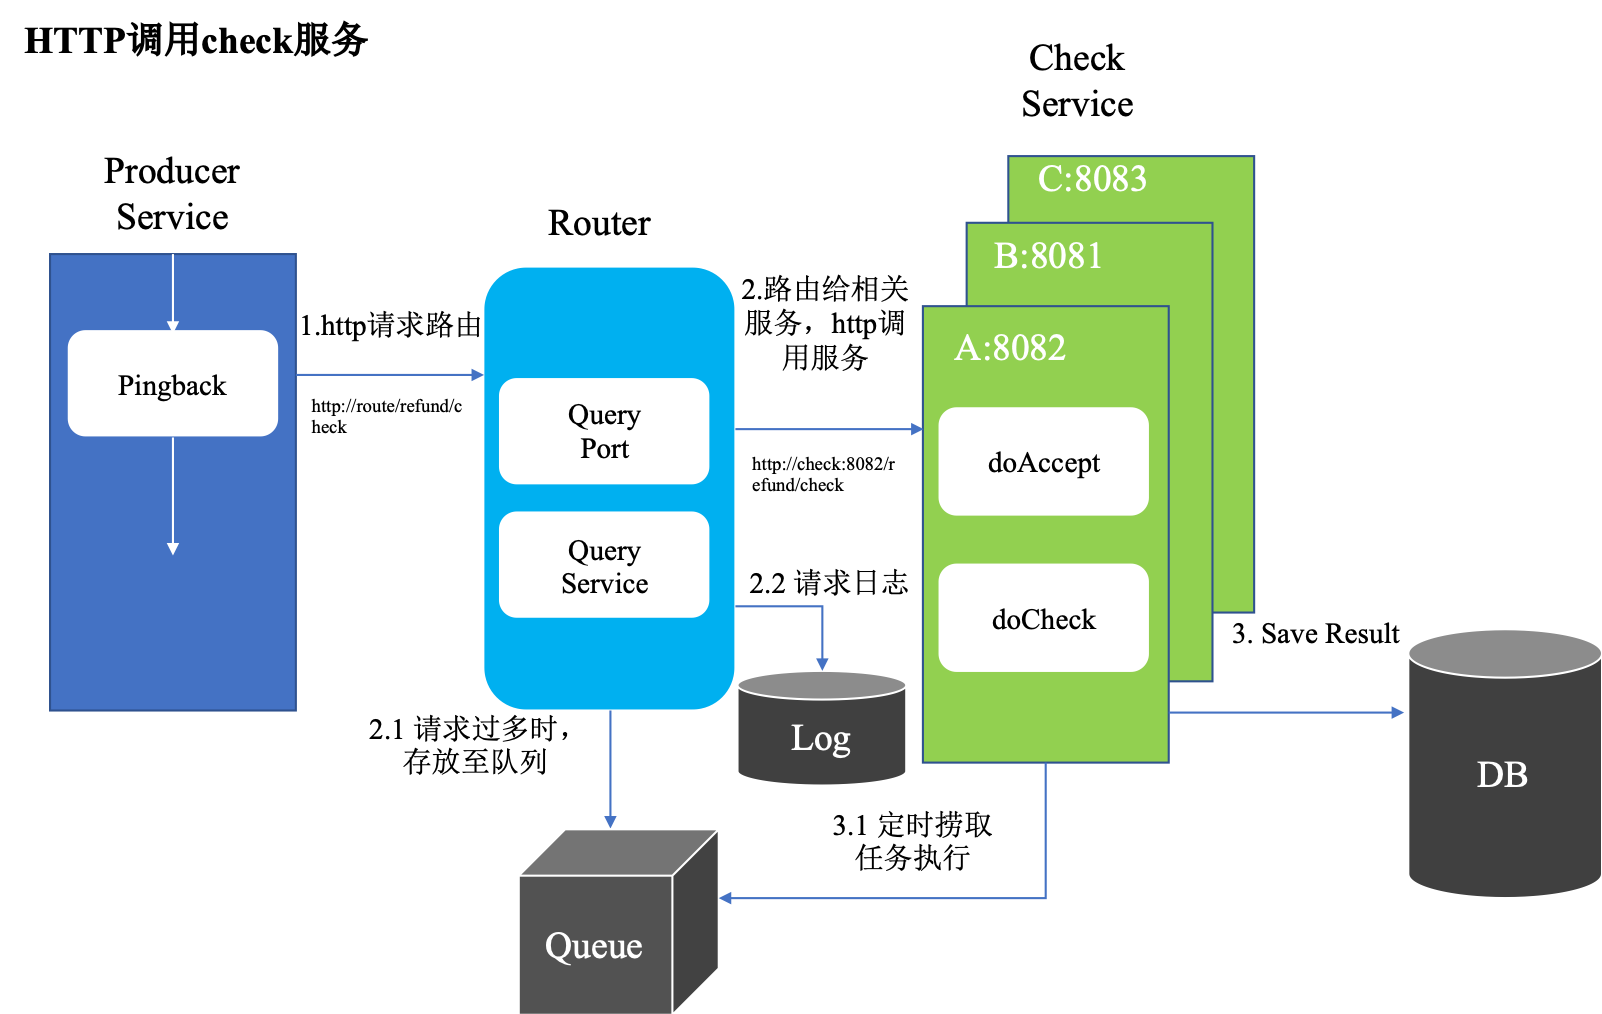 HTTP调用check服务
Producer
Service
Pingback
1.http请求路由
http://route/refund/c
heck
Router
Query
Port
Query
Service
2.路由给相关
服务，http调
用服务
http://check:8082/r
efund/check
2.2 请求日志
Log
2.1 请求过多时，
存放至队列
Queue
Check
Service
C:8083
B:8081
A:8082
doAccept
doCheck
3. Save Result
DB
3.1 定时捞取
任务执行